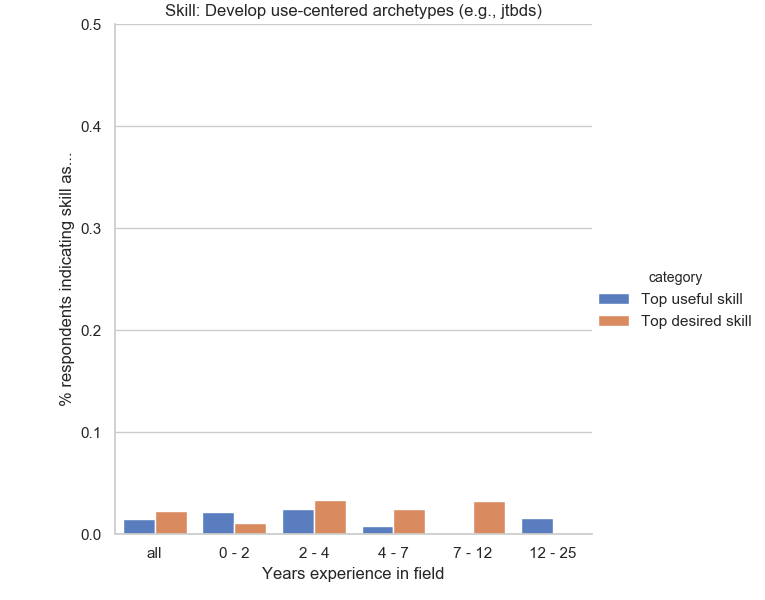 Skill: Develop use-centered archetypes (e.g., jtbds)
0.5
0.4
0.3
0.2
0.1
0.0
% respondents indicating skill as...
all
0 - 2
2 - 4
4 - 7
7 - 12
12 - 25
Years experience in field
category
Top useful skill
Top desired skill